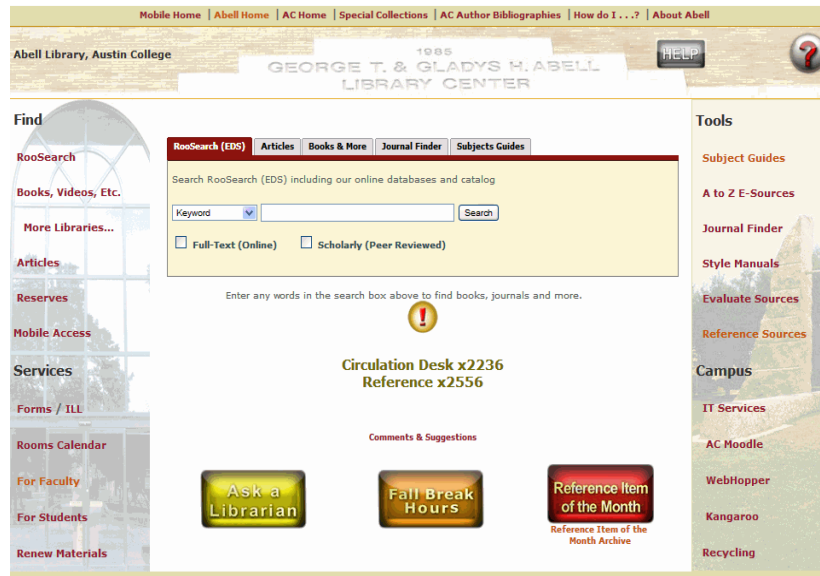 Mobile Home | Abell Home | AC Home | Special Collections | AC Author Bibliographies | How do I . . .? | About Abell
Abell Library, Austin College
1985
GEORGE T. & GLADYS H. ABELL
LIBRARY CENTER
HELP
?
Find
RooSearch
Books, Videos, Etc.
More Libraries...
Articles
Reserves
Mobile Access
Services
Forms / ILL
Rooms Calendar
For Faculty
For Students
Renew Materials
RooSearch (EDS) Articles Books & More Journal Finder Subjects Guides
Search RooSearch (EDS) including our online databases and catalog
Keyword Search
Full-Text (Online) Scholarly (Peer Reviewed)
Enter any words in the search box above to find books, journals and more.
!
Circulation Desk x2236
Reference x2556
Comments & Suggestions
Ask a
Librarian
Fall Break
Hours
Reference Item
of the Month
Reference Item of the
Month Archive
Tools
Subject Guides
A to Z E-Sources
Journal Finder
Style Manuals
Evaluate Sources
Reference Sources
Campus
IT Services
AC Moodle
WebHopper
Kangaroo
Recycling